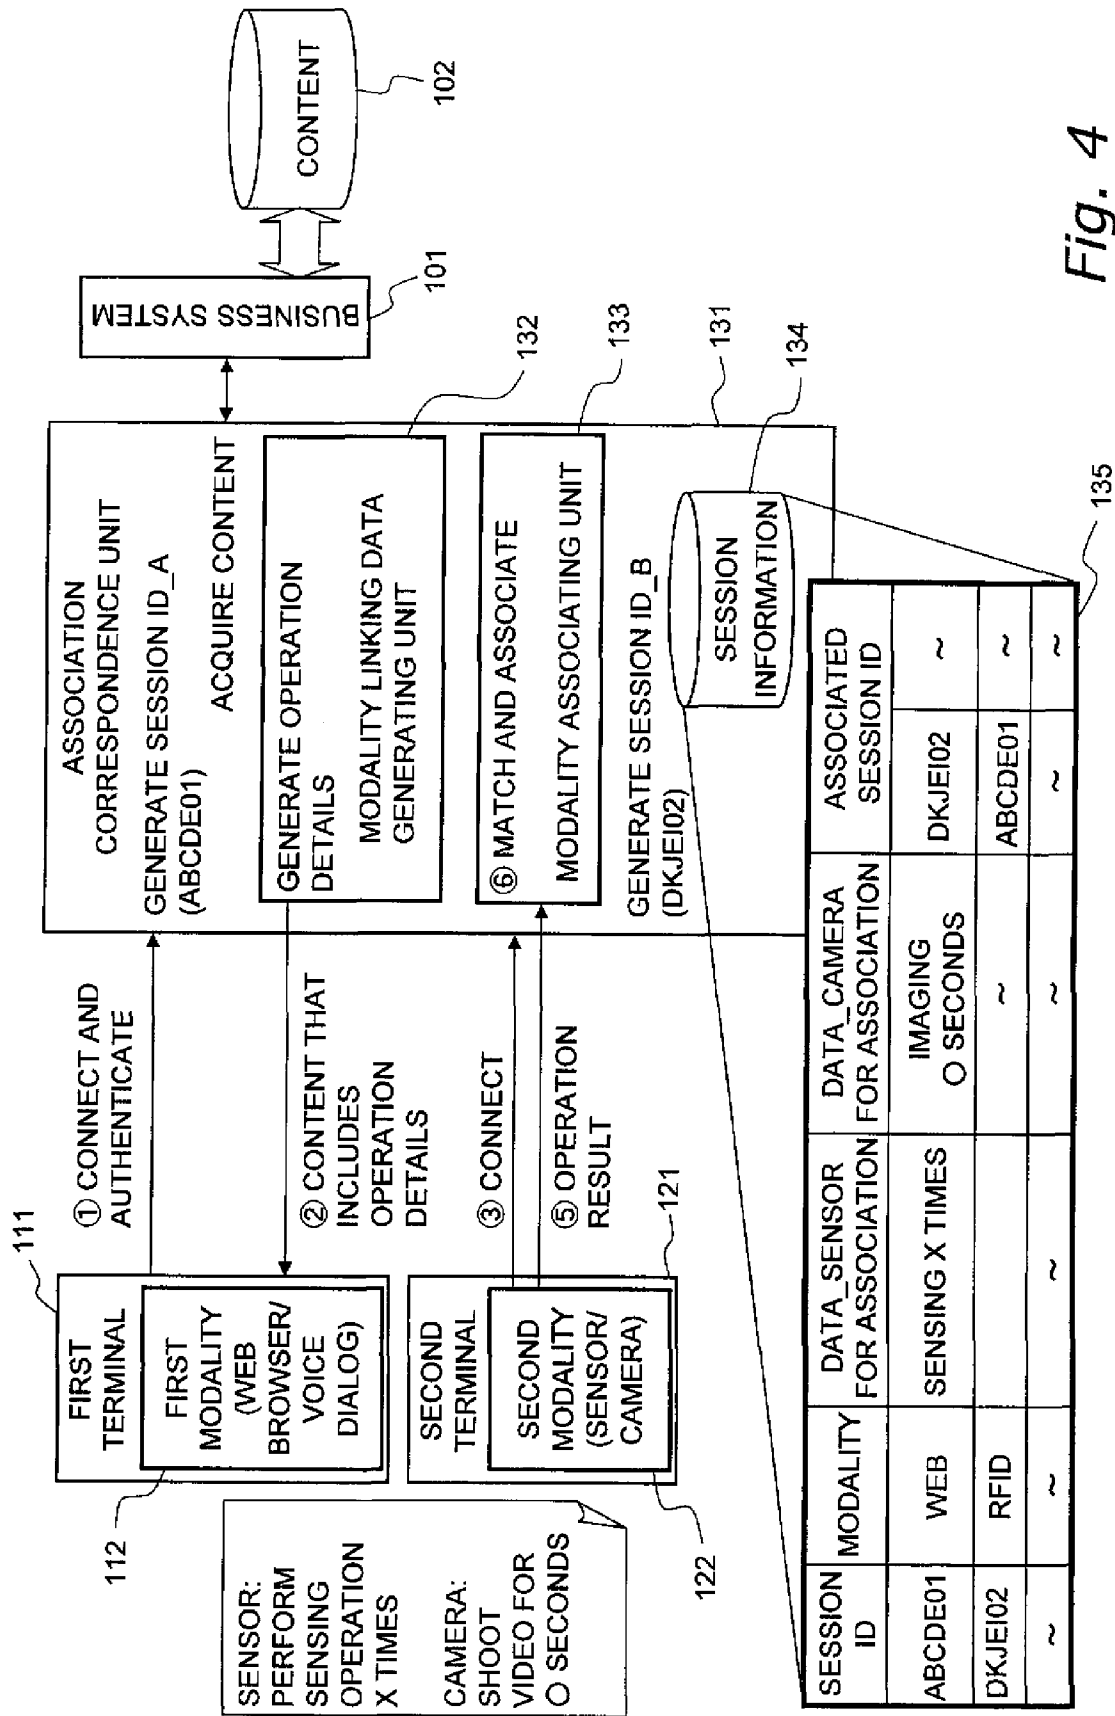 111
FIRST
TERMINAL
FIRST
MODALITY
(WEB
BROWSER/
VOICE
DIALOG)
112
SENSOR:
PERFORM
SENSING
OPERATION
X TIMES
CAMERA:
SHOOT
VIDEO FOR
O SECONDS
SECOND
TERMINAL
SECOND
MODALITY
(SENSOR/
CAMERA)
121
122
① CONNECT AND
AUTHENTICATE
② CONTENT THAT
INCLUDES
OPERATION
DETAILS
③ CONNECT
⑤ OPERATION
RESULT
ASSOCIATION
CORRESPONDENCE UNIT
GENERATE SESSION ID_A
(ABCDE01)
ACQUIRE CONTENT
GENERATE OPERATION
DETAILS
MODALITY LINKING DATA
GENERATING UNIT
132
⑥ MATCH AND ASSOCIATE
MODALITY ASSOCIATING UNIT
133
GENERATE SESSION ID_B
(DKJEI02)
131
SESSION
INFORMATION
134
BUSINESS SYSTEM
101
CONTENT
102
SESSION
ID
MODALITY
DATA_SENSOR
FOR ASSOCIATION
DATA_CAMERA
FOR ASSOCIATION
ASSOCIATED
SESSION ID
ABCDE01
WEB
SENSING X TIMES
IMAGING
O SECONDS
DKJEI02
~
DKJEI02
RFID
~
ABCDE01
~
~
~
~
~
~
~
135
Fig. 4